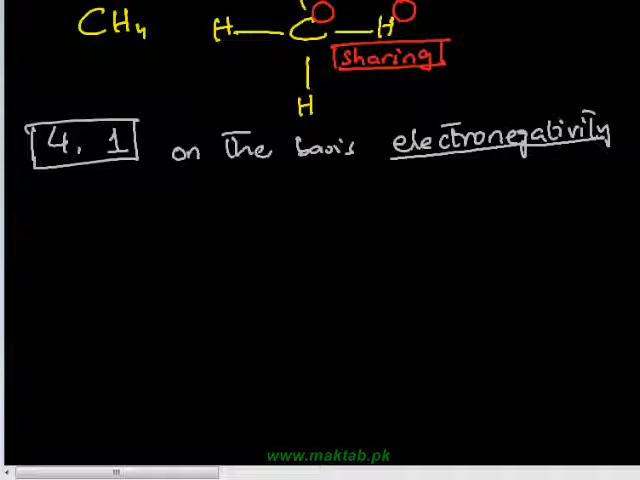 CH4 H C H
sharing
H
4. 1 on the basis electronegativity
www.maktab.pk